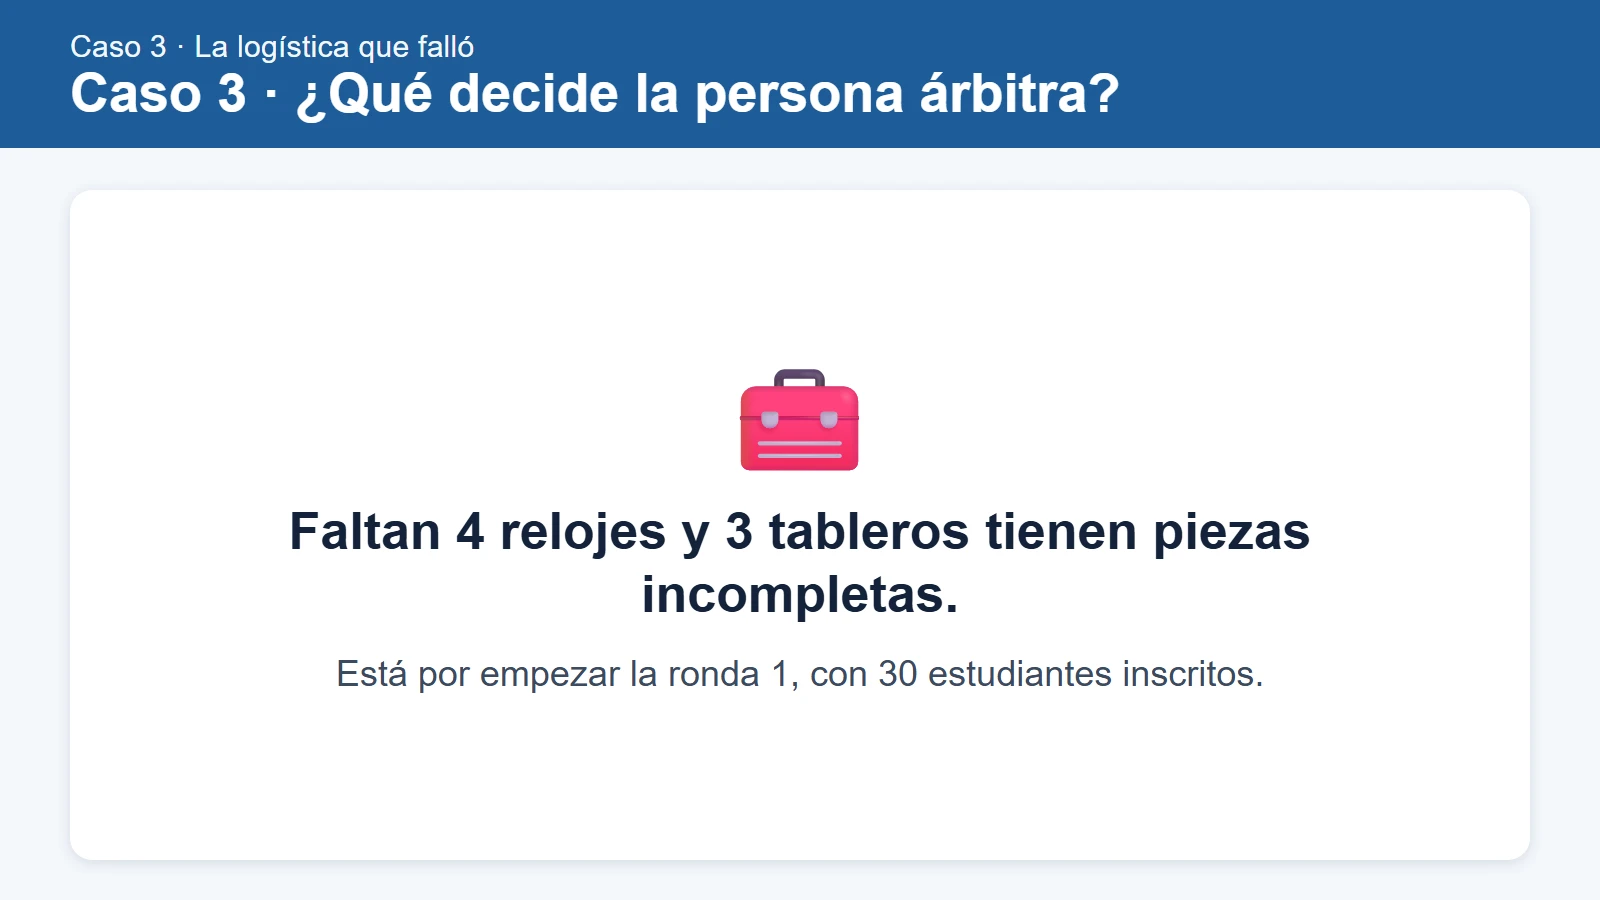 Caso 3 · La logística que falló
Caso 3 · ¿Qué decide la persona árbitra?
Faltan 4 relojes y 3 tableros tienen piezas
incompletas.
Está por empezar la ronda 1, con 30 estudiantes inscritos.